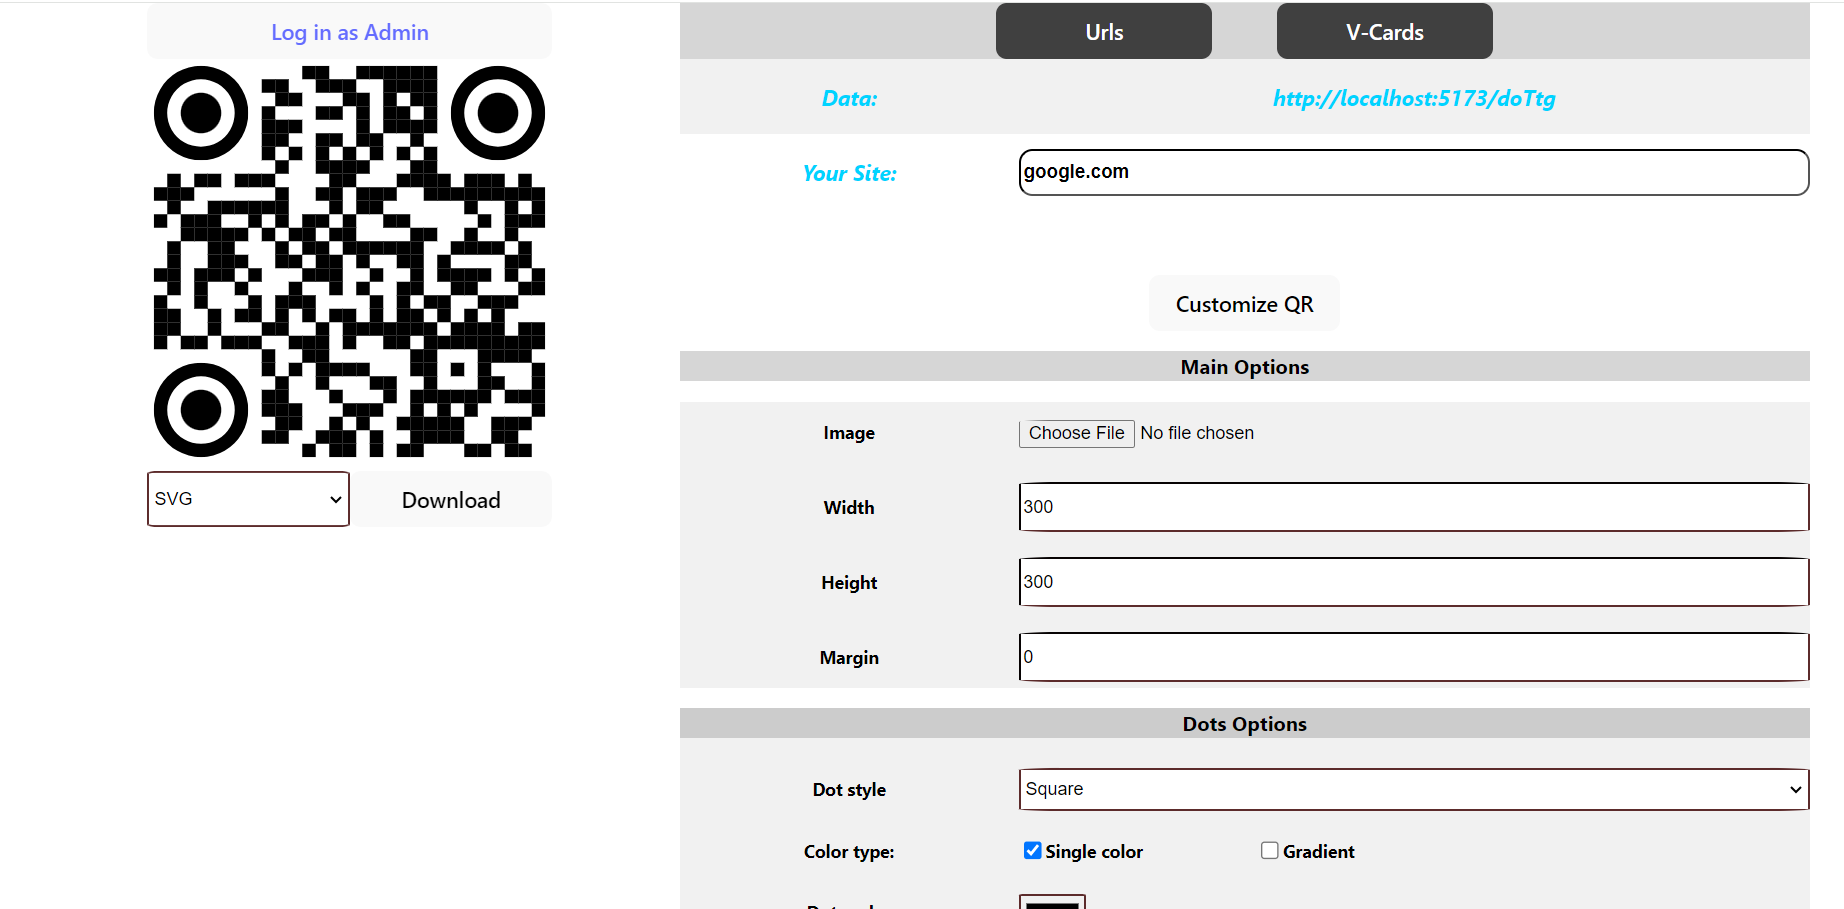 Log in as Admin
SVG
Download
Urls
V-Cards
Data:
http://localhost:5173/doTtg
Your Site:
google.com
Customize QR
Main Options
Image
Choose File No file chosen
Width
300
Height
300
Margin
0
Dots Options
Dot style
Square
Color type:
Single color
Gradient